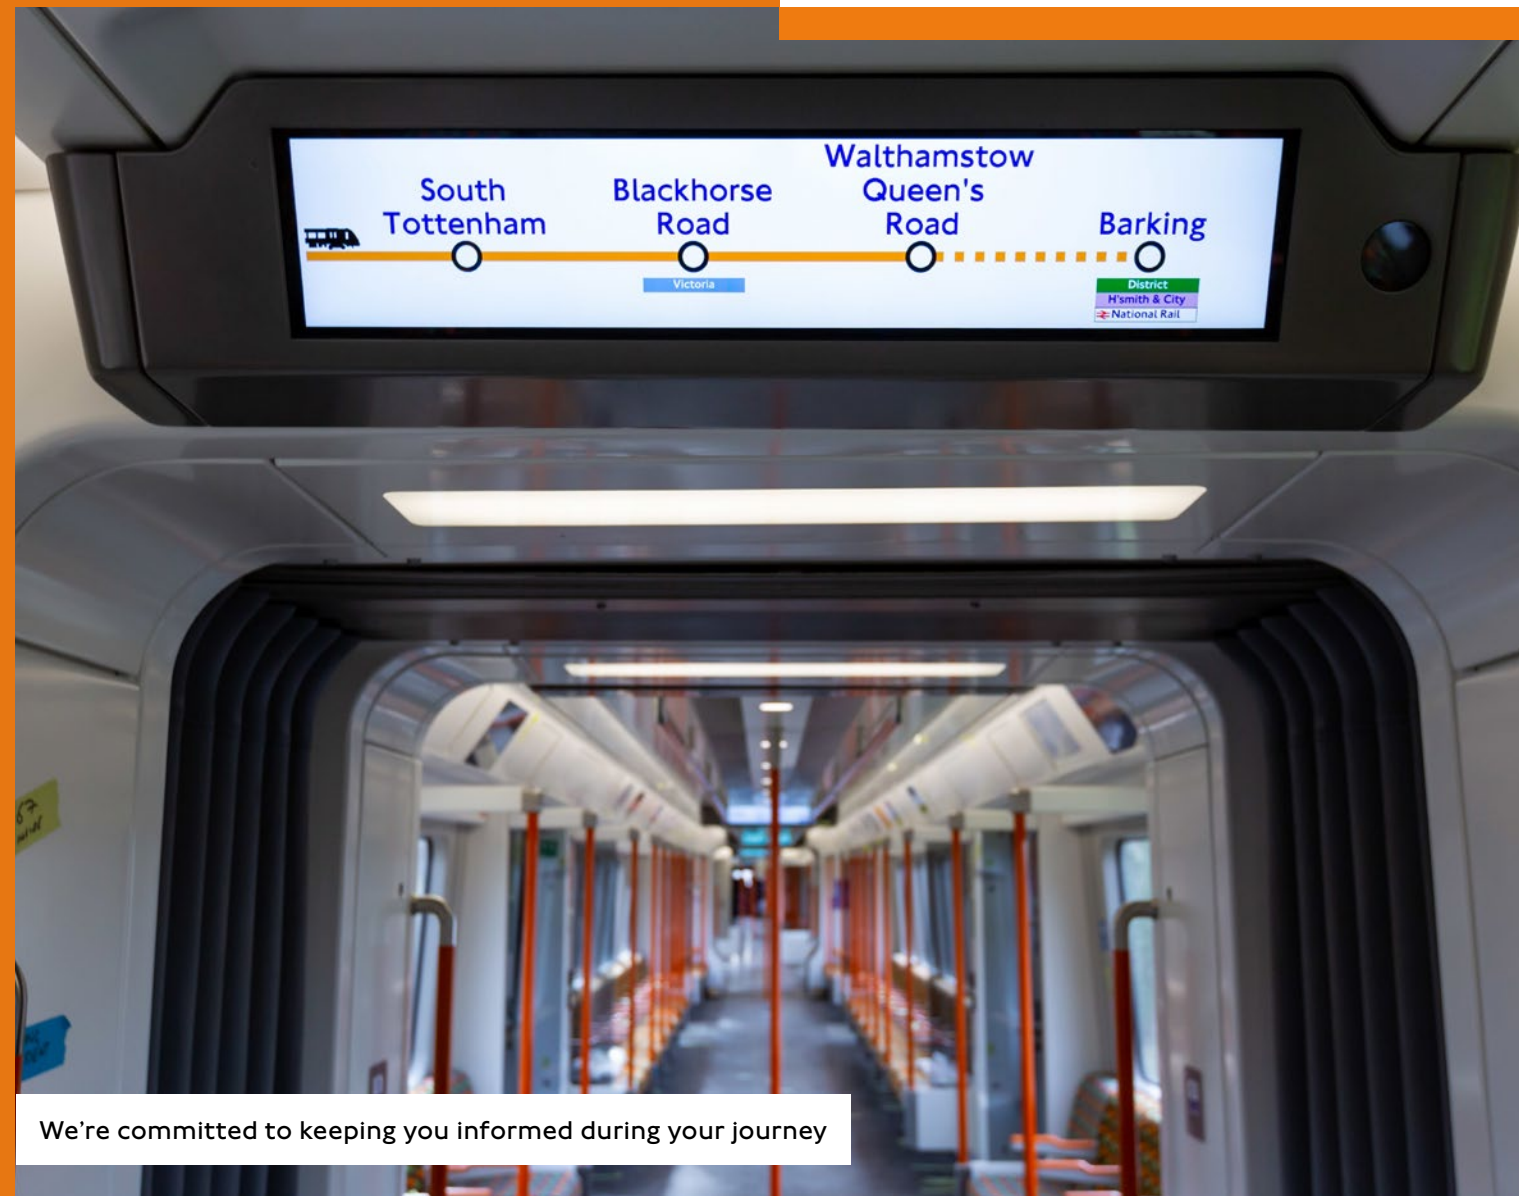 South
Tottenham
Blackhorse
Road
Victoria
Walthamstow
Queen's
Road
Barking
District
H'smith & City
National Rail
67
We’re committed to keeping you informed during your journey